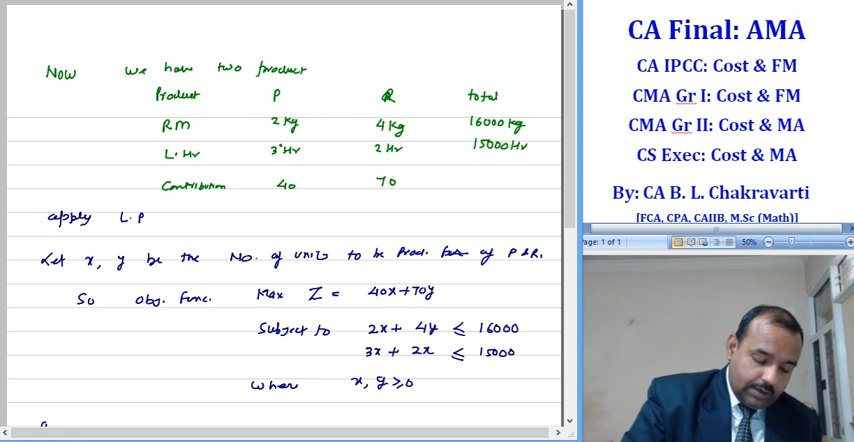 Now we have two product
Product P R total
RM 2 Kg 4 Kg 16000 kg
L. Hr 3 Hr 2 Hr 15000 Hr
Contribution 40 70
apply L.P
Let x, y be the No. of units to be Prod. of P & R.
So obj. Func. Max Z = 40x + 70y
Subject to 2x + 4y ≤ 16000
3x + 2x ≤ 15000
Where x, y ≥ 0
CA Final: AMA
CA IPCC: Cost & FM
CMA Gr I: Cost & FM
CMA Gr II: Cost & MA
CS Exec: Cost & MA
By: CA B. L. Chakravarti
[FCA, CPA, CAIIB, M.Sc (Math)]
Page: 1 of 1 50%